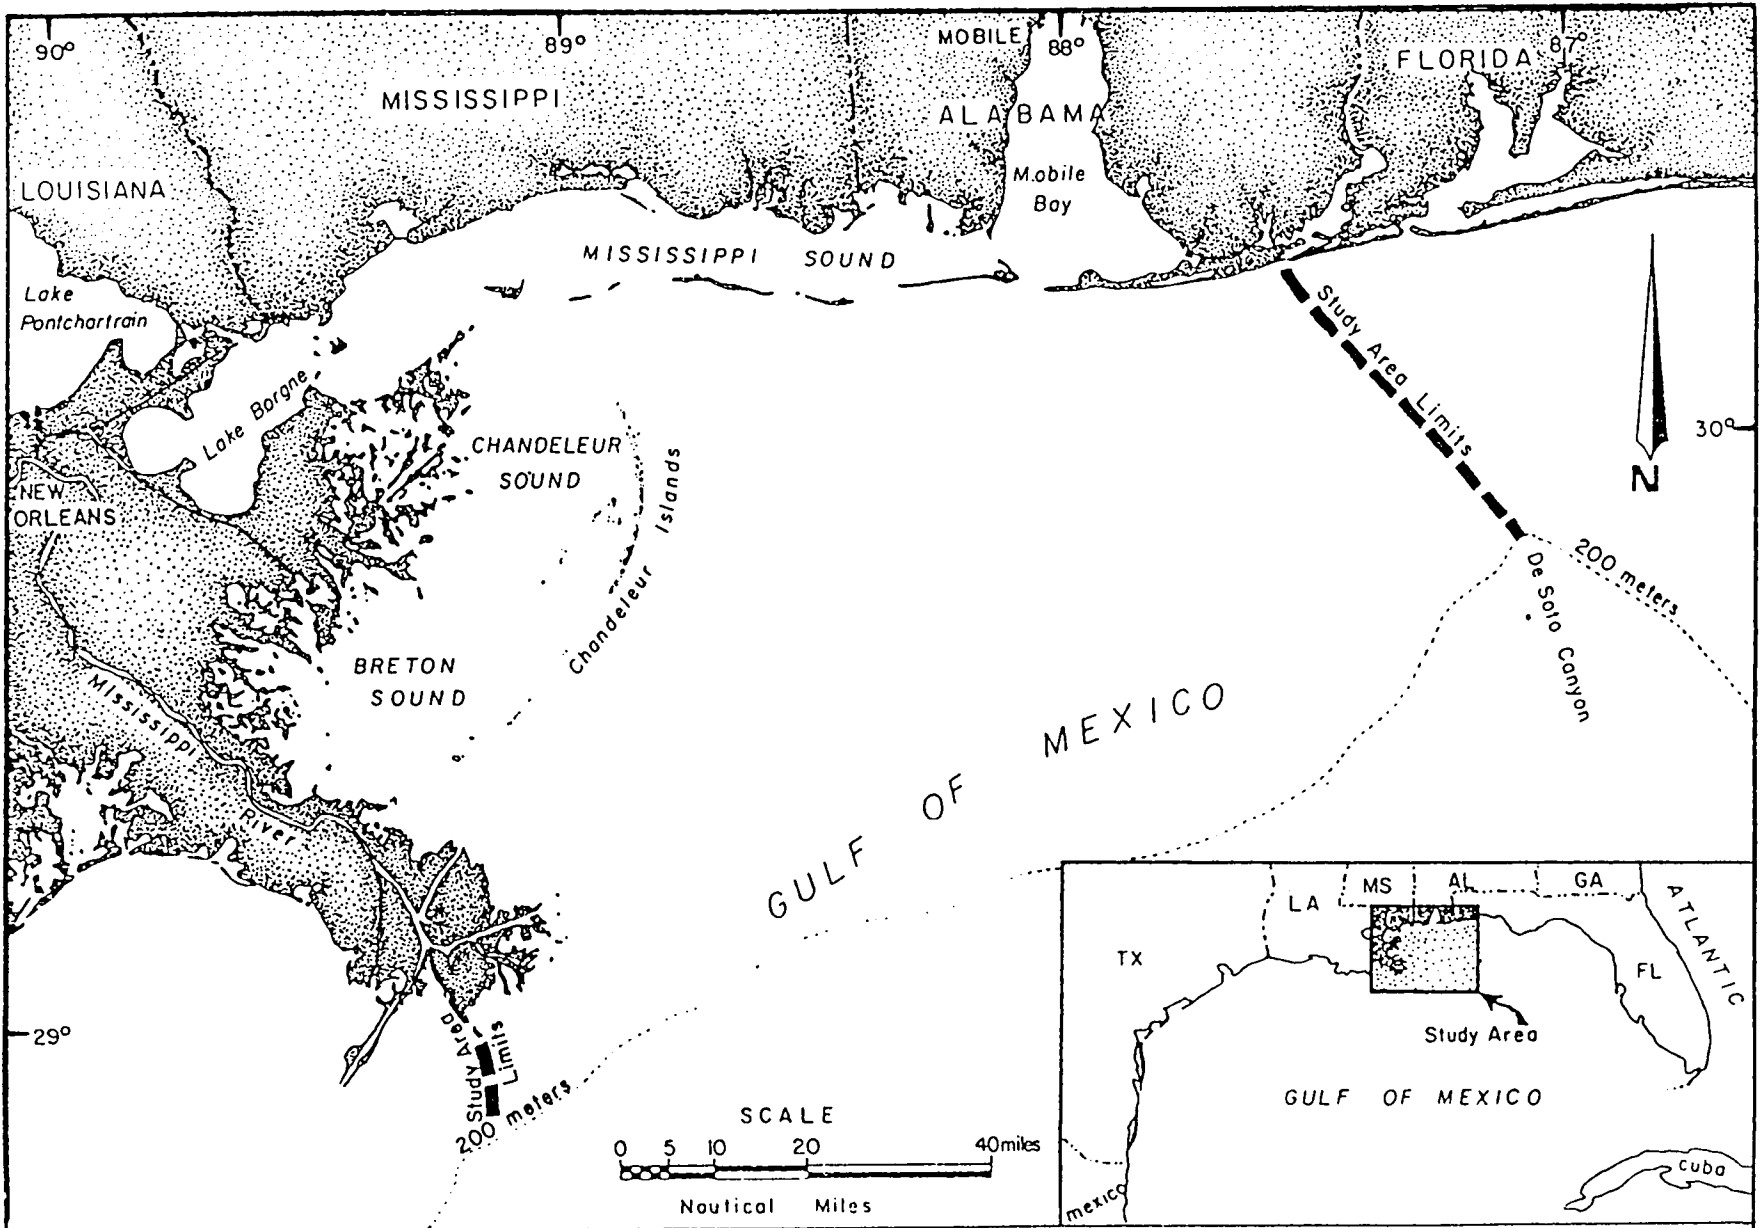 90°
89°
MOBILE
88°
87°
FLORIDA
MISSISSIPPI
ALABAMA
LOUISIANA
Mobile
Bay
MISSISSIPPI SOUND
Lake
Pontchartrain
Study Area Limits
Lake Borgne
30°
CHANDELEUR
SOUND
Chandeleur Islands
N
NEW
ORLEANS
200 meters
De Soto Canyon
BRETON
SOUND
Mississippi River
GULF OF MEXICO
29°
Study Area
Limits
200 meters
SCALE
0 5 10 20 40 miles
Nautical Miles
LA
MS
AL
GA
ATLANTIC
TX
FL
Study Area
GULF OF MEXICO
Cuba
mexico